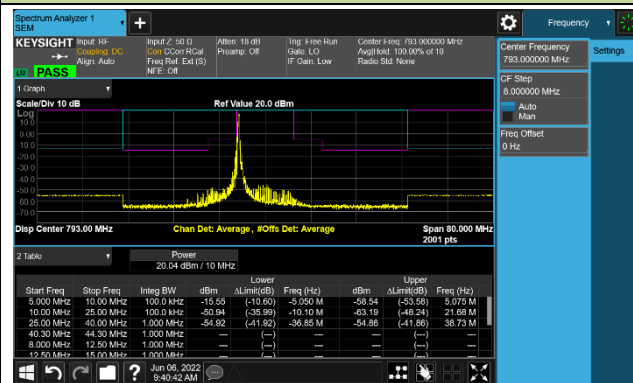 Spectrum Analyzer 1
SEM
Frequency
KEYSIGHT
Input: RF
Coupling: DC
Align: Auto
Input Z: 50 Ω
Corr CCorr RCal
Freq Ref: Ext (S)
NFE: Off
Atten: 18 dB
Preamp: Off
Trig: Free Run
Gate: LO
IF Gain: Low
Center Freq: 793.000000 MHz
Avg|Hold: 100.00% of 10
Radio Std: None
PASS
Center Frequency
793.000000 MHz
Settings
CF Step
8.000000 MHz
Auto
Man
Freq Offset
0 Hz
1 Graph
Scale/Div 10 dB
Ref Value 20.0 dBm
Log
10.0
0.00
-10.0
-20.0
-30.0
-40.0
-50.0
-60.0
-70.0
Disp Center 793.00 MHz
Chan Det: Average , #Offs Det: Average
Span 80.000 MHz
2001 pts
2 Table
Power
20.04 dBm / 10 MHz
Lower Upper
Start Freq Stop Freq Integ BW dBm ΔLimit(dB) Freq (Hz) dBm ΔLimit(dB) Freq (Hz)
5.000 MHz 10.00 MHz 100.0 kHz -15.55 (-10.60) -5.050 M -58.54 (-53.58) 5.075 M
10.00 MHz 25.00 MHz 100.0 kHz -50.94 (-35.99) -10.10 M -63.19 (-48.24) 21.68 M
25.00 MHz 40.00 MHz 1.000 MHz -54.92 (-41.92) -36.85 M -54.86 (-41.86) 38.73 M
40.30 MHz 44.30 MHz 1.000 MHz --- (---) --- --- (---) ---
8.000 MHz 12.50 MHz 1.000 MHz --- (---) --- --- (---) ---
12.50 MHz 15.00 MHz 1.000 MHz --- (---) --- --- (---) ---
Jun 06, 2022
9:40:42 AM